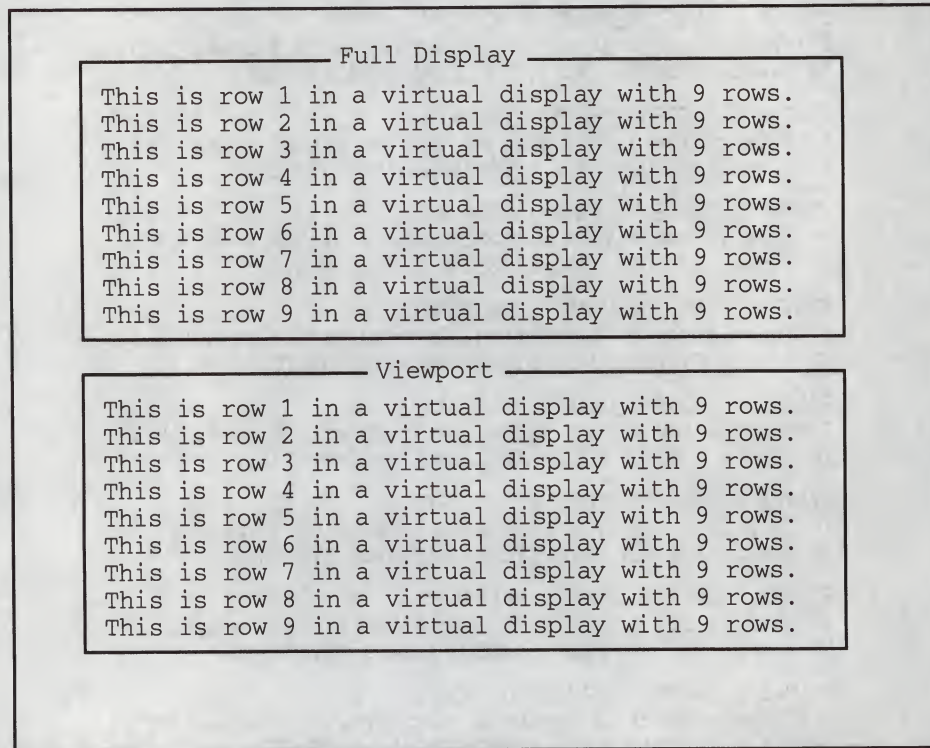 Full Display
This is row 1 in a virtual display with 9 rows.
This is row 2 in a virtual display with 9 rows.
This is row 3 in a virtual display with 9 rows.
This is row 4 in a virtual display with 9 rows.
This is row 5 in a virtual display with 9 rows.
This is row 6 in a virtual display with 9 rows.
This is row 7 in a virtual display with 9 rows.
This is row 8 in a virtual display with 9 rows.
This is row 9 in a virtual display with 9 rows.
Viewport
This is row 1 in a virtual display with 9 rows.
This is row 2 in a virtual display with 9 rows.
This is row 3 in a virtual display with 9 rows.
This is row 4 in a virtual display with 9 rows.
This is row 5 in a virtual display with 9 rows.
This is row 6 in a virtual display with 9 rows.
This is row 7 in a virtual display with 9 rows.
This is row 8 in a virtual display with 9 rows.
This is row 9 in a virtual display with 9 rows.